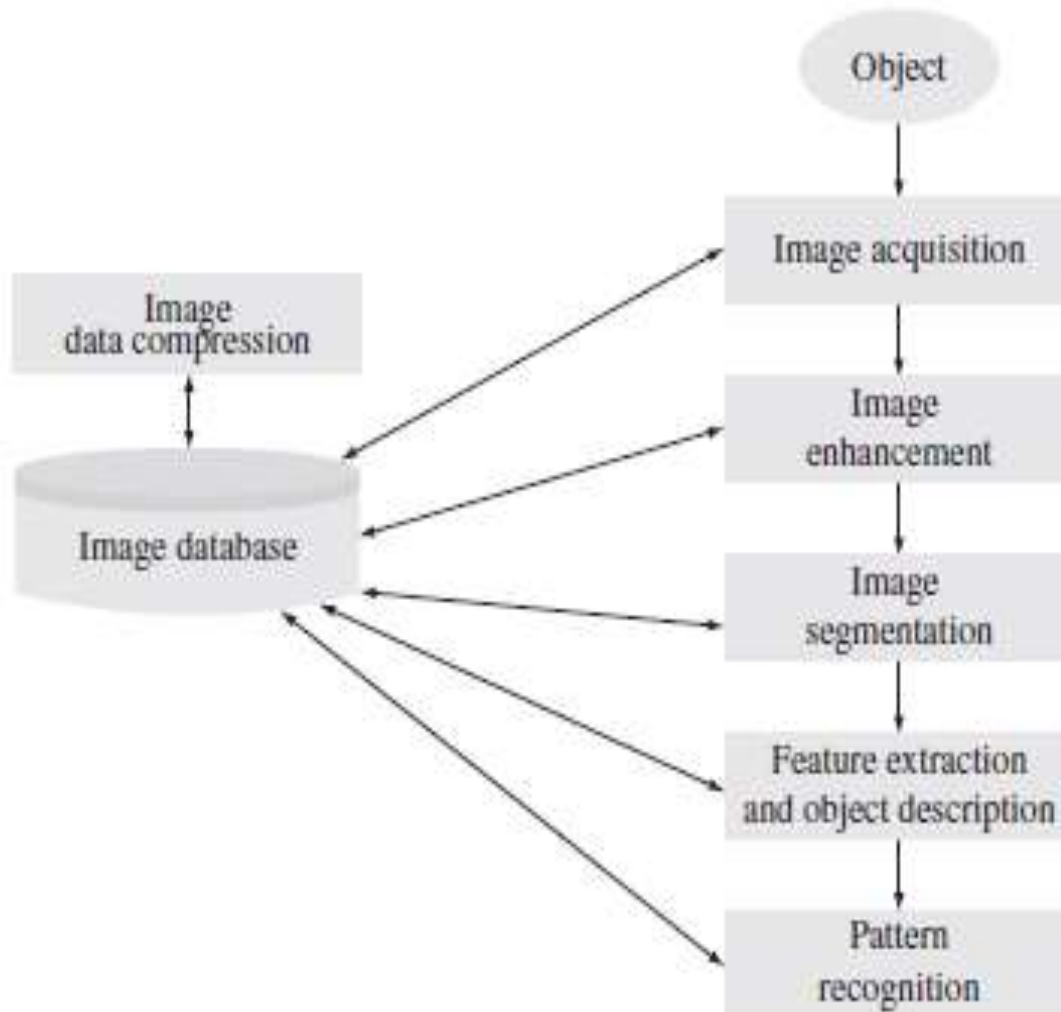 Object
Image acquisition
Image
data compression
Image
enhancement
Image database
Image
segmentation
Feature extraction
and object description
Pattern
recognition